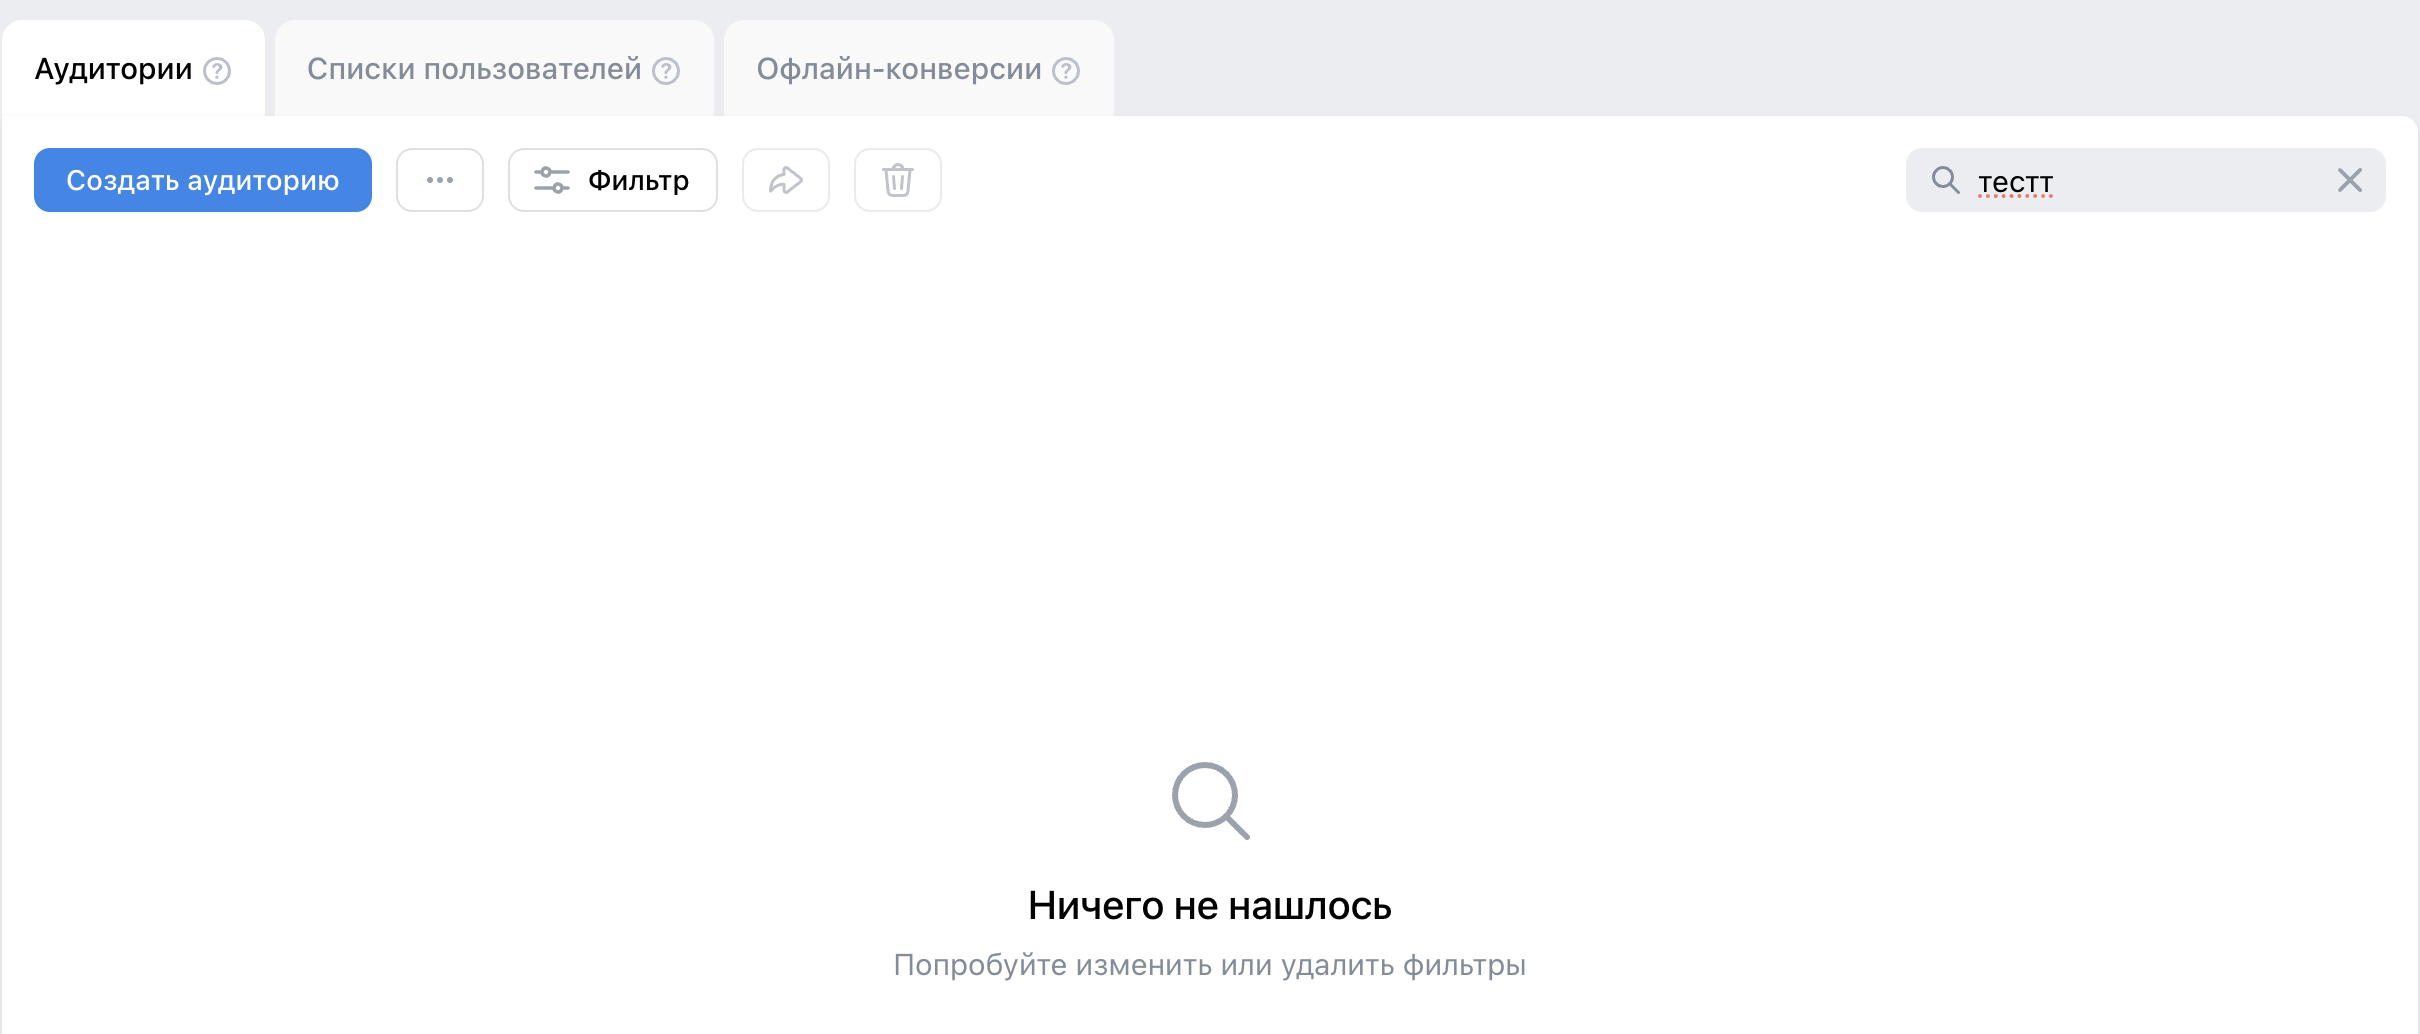 Аудитории
Списки пользователей
Офлайн-конверсии
Создать аудиторию
Фильтр
тестт
Ничего не нашлось
Попробуйте изменить или удалить фильтры